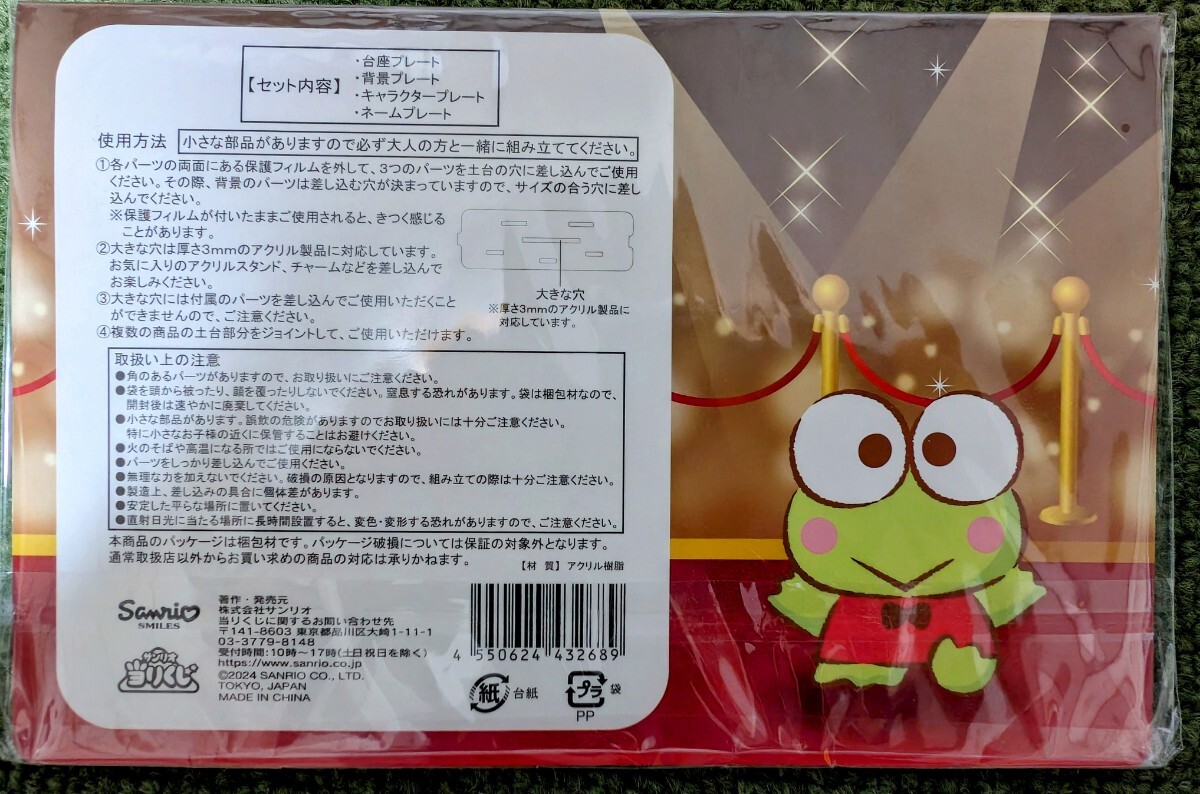 【セット内容】
・台座プレート
・背景プレート
・キャラクタープレート
・ネームプレート
使用方法
小さな部品がありますので必ず大人の方と一緒に組み立ててください。
①各パーツの両面にある保護フィルムを外して、3つのパーツを土台の穴に差し込んでご使用
ください。その際、背景のパーツは差し込む穴が決まっていますので、サイズの合う穴に差し
込んでください。
※保護フィルムが付いたままご使用されると、きつく感じる
ことがあります。
②大きな穴は厚さ3mmのアクリル製品に対応しています。
お気に入りのアクリルスタンド、チャームなどを差し込んで
お楽しみください。
③大きな穴には付属のパーツを差し込んでご使用いただくこと
ができませんので、ご注意ください。
④複数の商品の土台部分をジョイントして、ご使用いただけます。
大きな穴
※厚さ3mmのアクリル製品に
対応しています。
取扱い上の注意
●角のあるパーツがありますので、お取り扱いにご注意ください。
●袋を頭から被ったり、顔を覆ったりしないでください。窒息する恐れがあります。袋は梱包材なので、
開封後は速やかに廃棄してください。
●小さな部品があります。誤飲の危険がありますのでお取り扱いには十分ご注意ください。
特に小さなお子様の近くに保管することはお避けください。
●火のそばや高温になる所ではご使用にならないでください。
●パーツをしっかり差し込んでご使用ください。
●無理な力を加えないでください。破損の原因となりますので、組み立ての際は十分ご注意ください。
●製造上、差し込みの具合に個体差があります。
●安定した平らな場所に置いてください。
●直射日光に当たる場所に長時間設置すると、変色・変形する恐れがありますので、ご注意ください。
本商品のパッケージは梱包材です。パッケージ破損については保証の対象外となります。
通常取扱店以外からお買い求めの商品の対応は承りかねます。
【材 質】アクリル樹脂
Sanrio
SMILES
サンリオ
当りくじ
著作・発売元
株式会社サンリオ
当りくじに関するお問い合わせ先
〒141-8603 東京都品川区大崎1-11-1
03-3779-8148
受付時間:10時〜17時(土日祝日を除く)
https://www.sanrio.co.jp
©2024 SANRIO CO., LTD.
TOKYO, JAPAN
MADE IN CHINA
4 550624 432689
紙 台紙
プラ 袋
PP